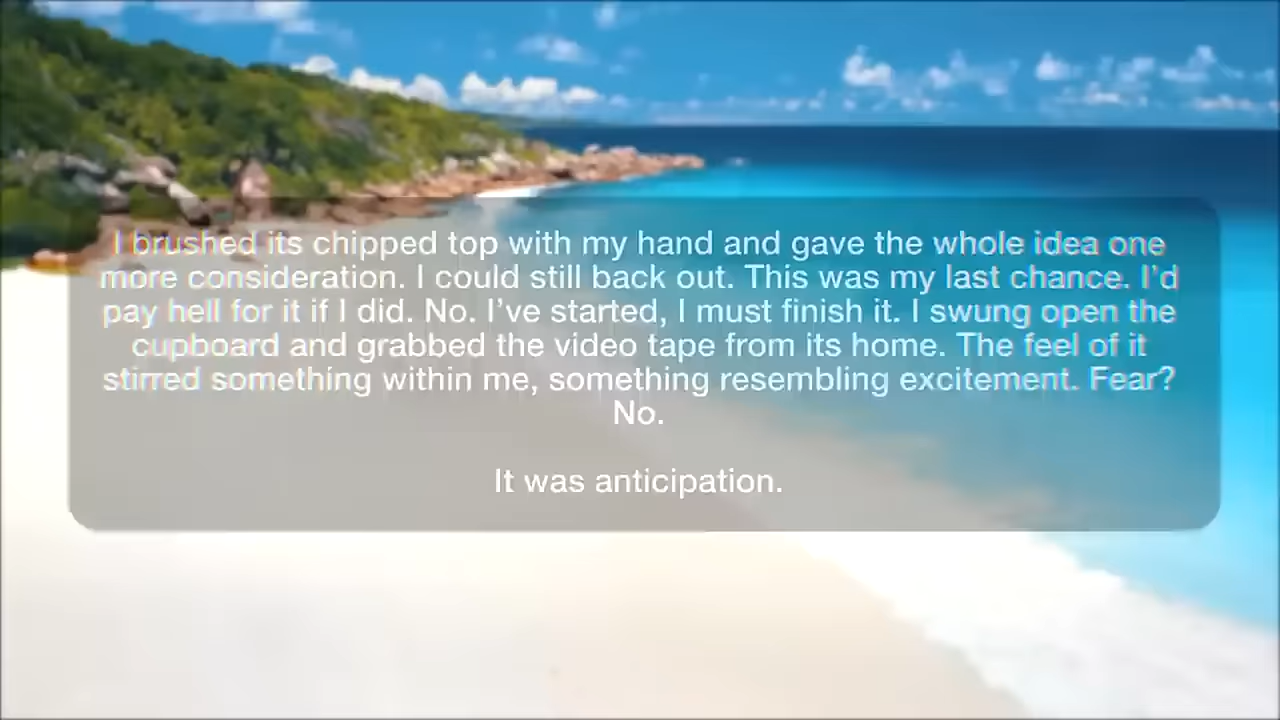 I brushed its chipped top with my hand and gave the whole idea one
more consideration. I could still back out. This was my last chance. I’d
pay hell for it if I did. No. I’ve started, I must finish it. I swung open the
cupboard and grabbed the video tape from its home. The feel of it
stirred something within me, something resembling excitement. Fear?
No.
It was anticipation.